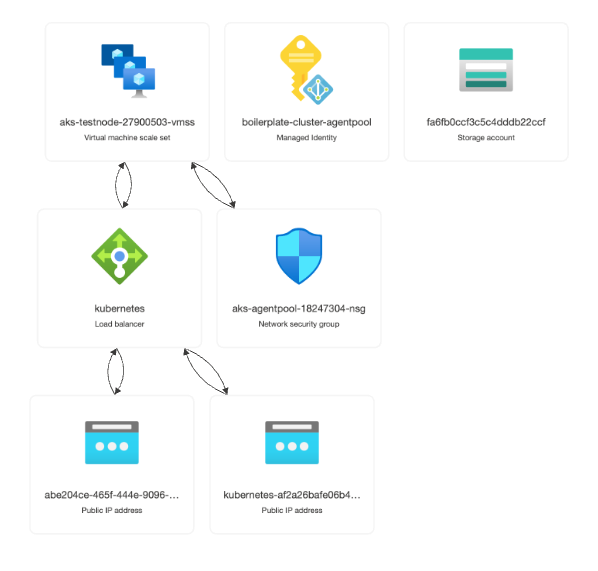 aks-testnode-27900503-vmss
Virtual machine scale set
boilerplate-cluster-agentpool
Managed Identity
fa6fb0ccf3c5c4dddb22ccf
Storage account
kubernetes
Load balancer
aks-agentpool-18247304-nsg
Network security group
abe204ce-465f-444e-9096-...
Public IP address
kubernetes-af2a26bafe06b4...
Public IP address